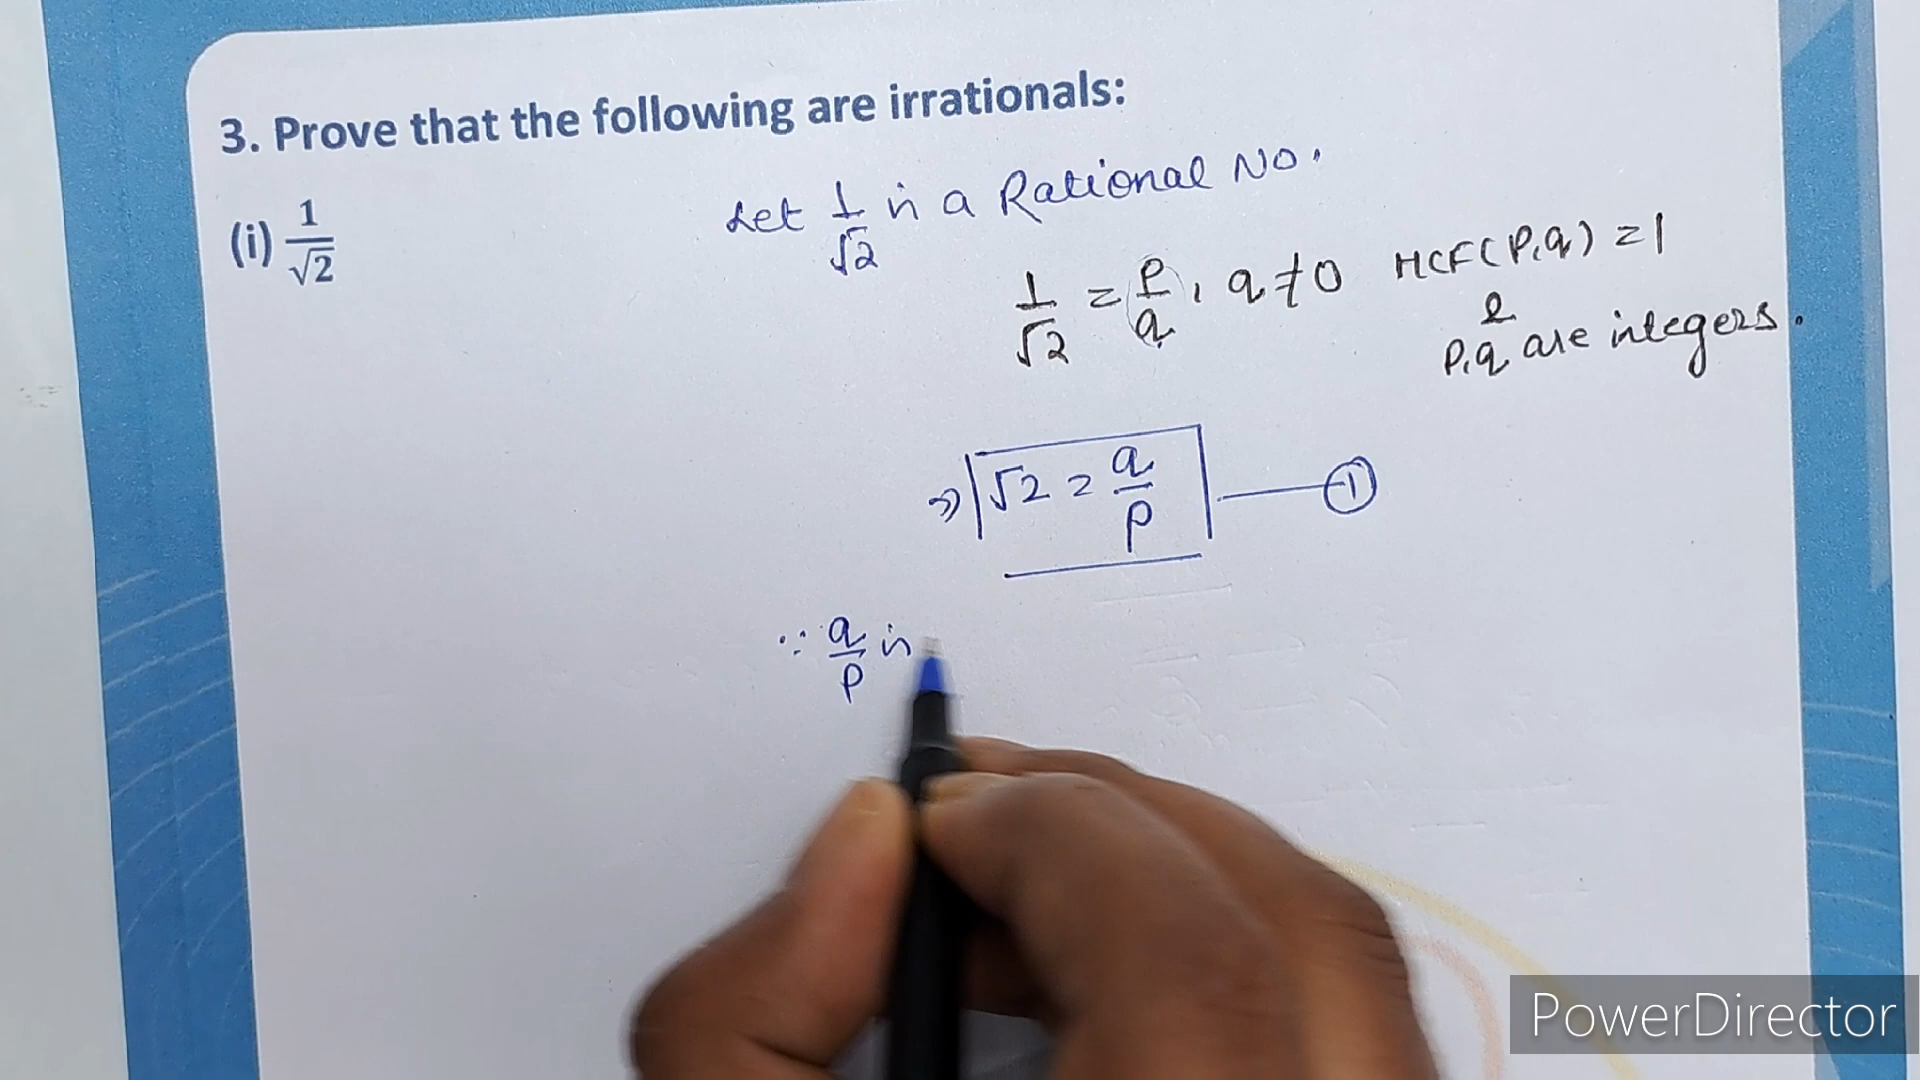 3. Prove that the following are irrationals:
(i) 1/√2
Let 1/√2 is a Rational No.
1/√2 = P/q, q ≠ 0 HCF(P,q) = 1
&
P,q are integers.
⇒ √2 = q/P — ①
∵ q/P is
PowerDirector